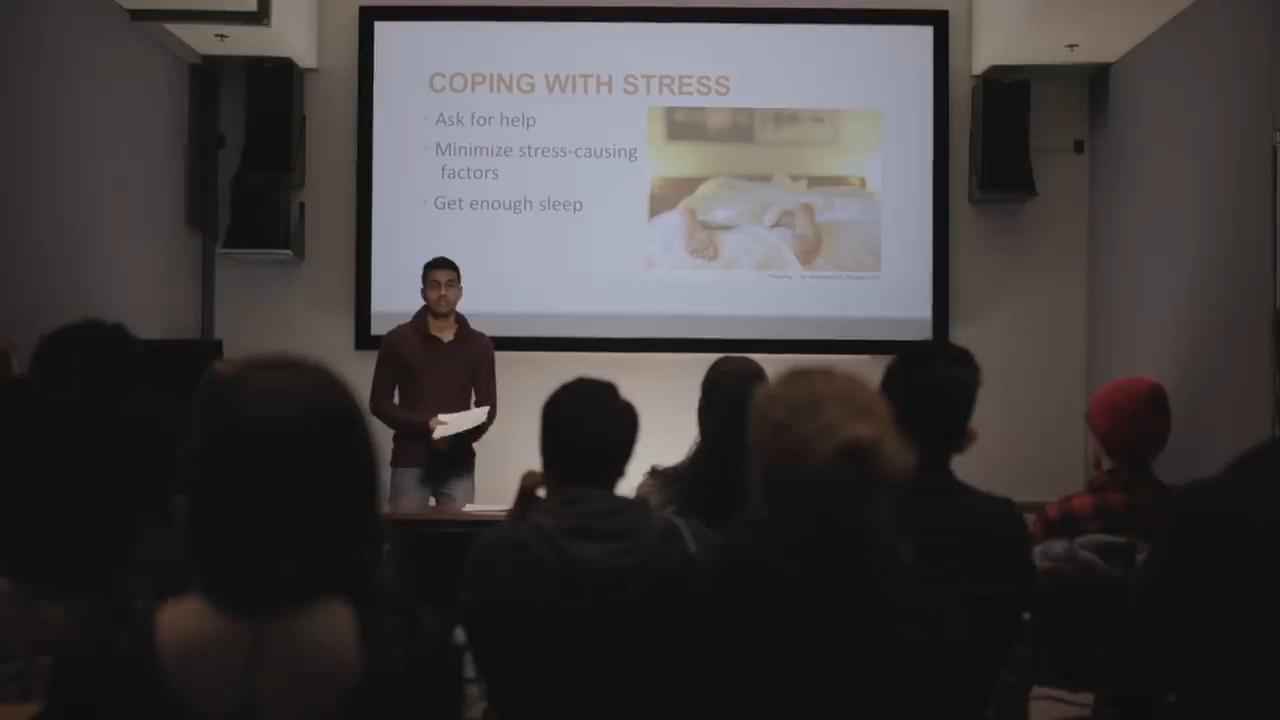 COPING WITH STRESS
Ask for help
Minimize stress-causing
factors
Get enough sleep